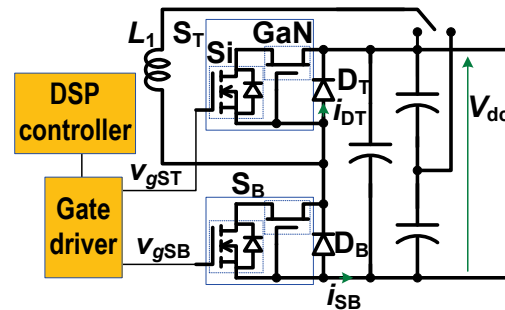 L1
ST
GaN
Si
DT
iDT
Vdc
DSP
controller
vgST
SB
Gate
driver
vgSB
DB
iSB